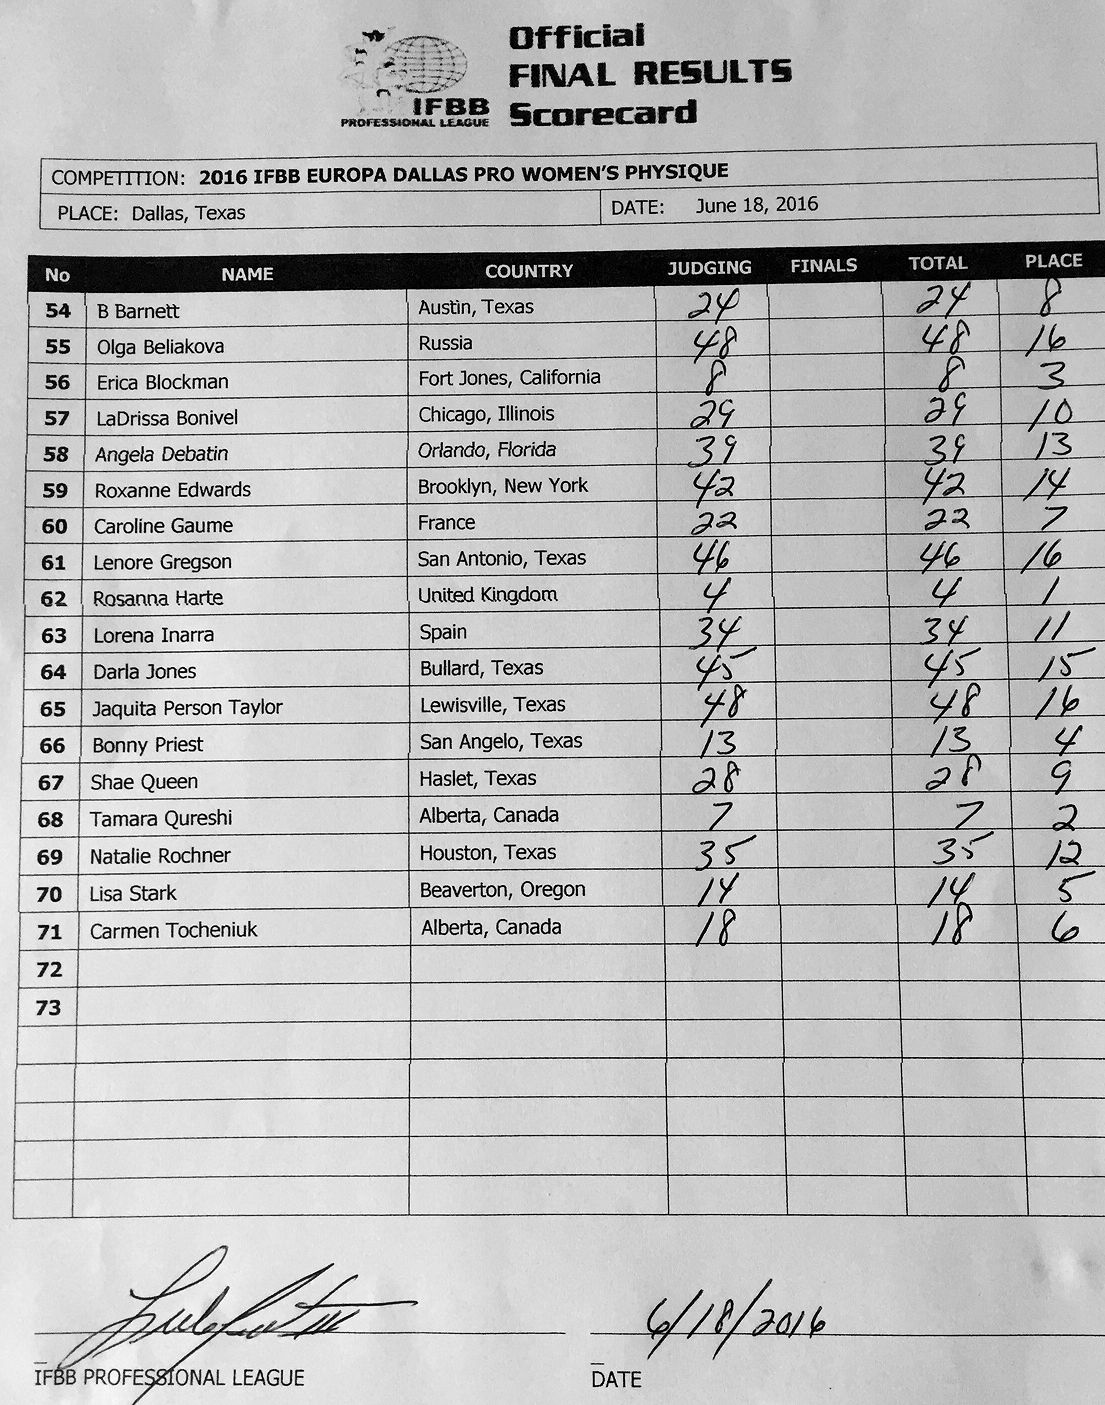 Official
FINAL RESULTS
Scorecard
IFBB
PROFESSIONAL LEAGUE
COMPETITION: 2016 IFBB EUROPA DALLAS PRO WOMEN'S PHYSIQUE
PLACE: Dallas, Texas DATE: June 18, 2016
No NAME COUNTRY JUDGING FINALS TOTAL PLACE
54 B Barnett Austin, Texas 24 24 8
55 Olga Beliakova Russia 48 48 16
56 Erica Blockman Fort Jones, California 8 8 3
57 LaDrissa Bonivel Chicago, Illinois 29 29 10
58 Angela Debatin Orlando, Florida 39 39 13
59 Roxanne Edwards Brooklyn, New York 42 42 14
60 Caroline Gaume France 22 22 7
61 Lenore Gregson San Antonio, Texas 46 46 16
62 Rosanna Harte United Kingdom 4 4 1
63 Lorena Inarra Spain 34 34 11
64 Darla Jones Bullard, Texas 45 45 15
65 Jaquita Person Taylor Lewisville, Texas 48 48 16
66 Bonny Priest San Angelo, Texas 13 13 4
67 Shae Queen Haslet, Texas 28 28 9
68 Tamara Qureshi Alberta, Canada 7 7 2
69 Natalie Rochner Houston, Texas 35 35 12
70 Lisa Stark Beaverton, Oregon 14 14 5
71 Carmen Tocheniuk Alberta, Canada 18 18 6
72
73
6/18/2016
IFBB PROFESSIONAL LEAGUE DATE